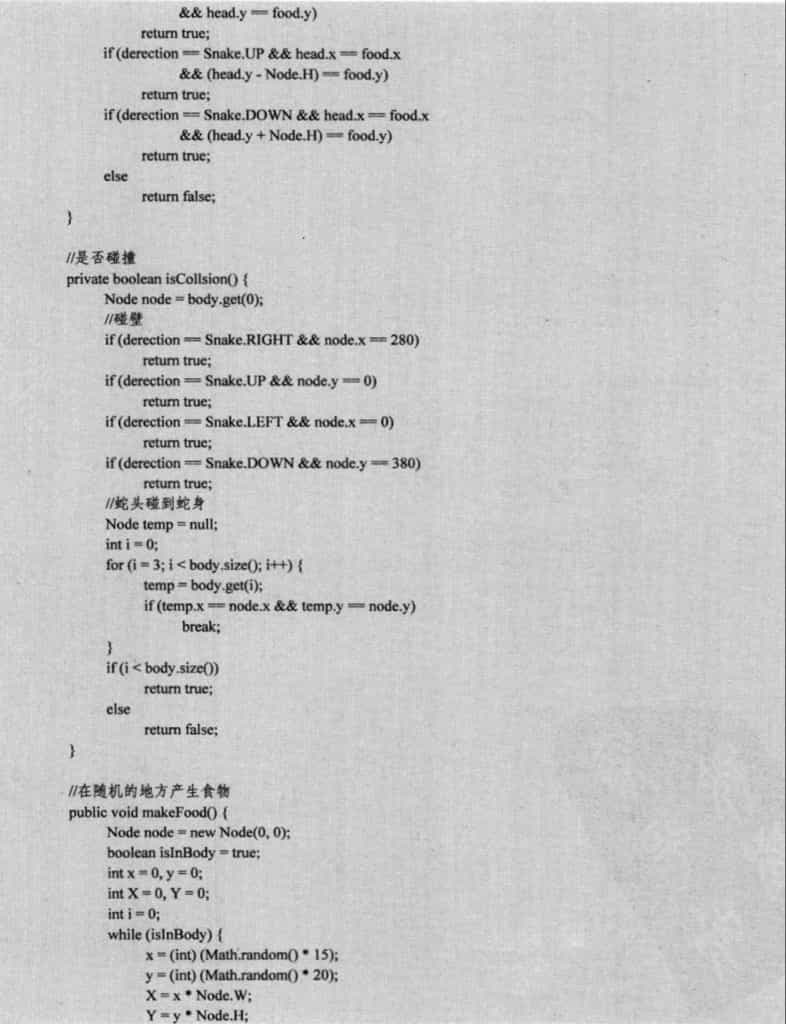 && head.y == food.y)
return true;
if (derection == Snake.UP && head.x == food.x
&& (head.y - Node.H) == food.y)
return true;
if (derection == Snake.DOWN && head.x == food.x
&& (head.y + Node.H) == food.y)
return true;
else
return false;
}
//是否碰撞
private boolean isCollsion() {
Node node = body.get(0);
//碰壁
if (derection == Snake.RIGHT && node.x == 280)
return true;
if (derection == Snake.UP && node.y == 0)
return true;
if (derection == Snake.LEFT && node.x == 0)
return true;
if (derection == Snake.DOWN && node.y == 380)
return true;
//蛇头碰到蛇身
Node temp = null;
int i = 0;
for (i = 3; i < body.size(); i++) {
temp = body.get(i);
if (temp.x == node.x && temp.y == node.y)
break;
}
if (i < body.size())
return true;
else
return false;
}
//在随机的地方产生食物
public void makeFood() {
Node node = new Node(0, 0);
boolean isInBody = true;
int x = 0, y = 0;
int X = 0, Y = 0;
int i = 0;
while (isInBody) {
x = (int) (Math.random() * 15);
y = (int) (Math.random() * 20);
X = x * Node.W;
Y = y * Node.H;